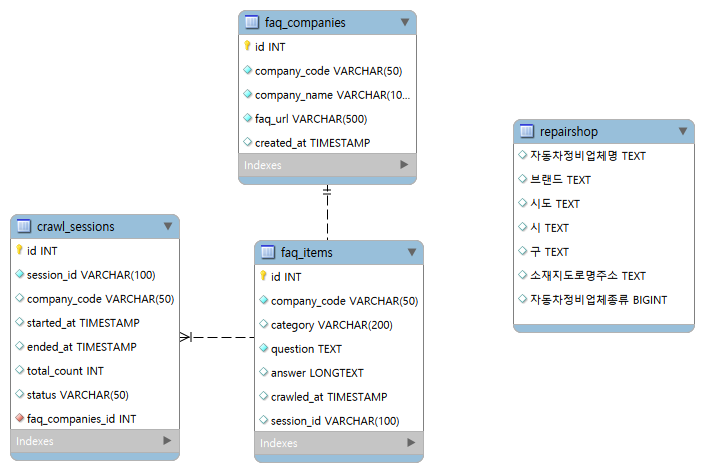 faq_companies
id INT
company_code VARCHAR(50)
company_name VARCHAR(10...
faq_url VARCHAR(500)
created_at TIMESTAMP
Indexes
repairshop
자동차정비업체명 TEXT
브랜드 TEXT
시도 TEXT
시 TEXT
구 TEXT
소재지도로명주소 TEXT
자동차정비업체종류 BIGINT
crawl_sessions
id INT
session_id VARCHAR(100)
company_code VARCHAR(50)
started_at TIMESTAMP
ended_at TIMESTAMP
total_count INT
status VARCHAR(50)
faq_companies_id INT
Indexes
faq_items
id INT
company_code VARCHAR(50)
category VARCHAR(200)
question TEXT
answer LONGTEXT
crawled_at TIMESTAMP
session_id VARCHAR(100)
Indexes